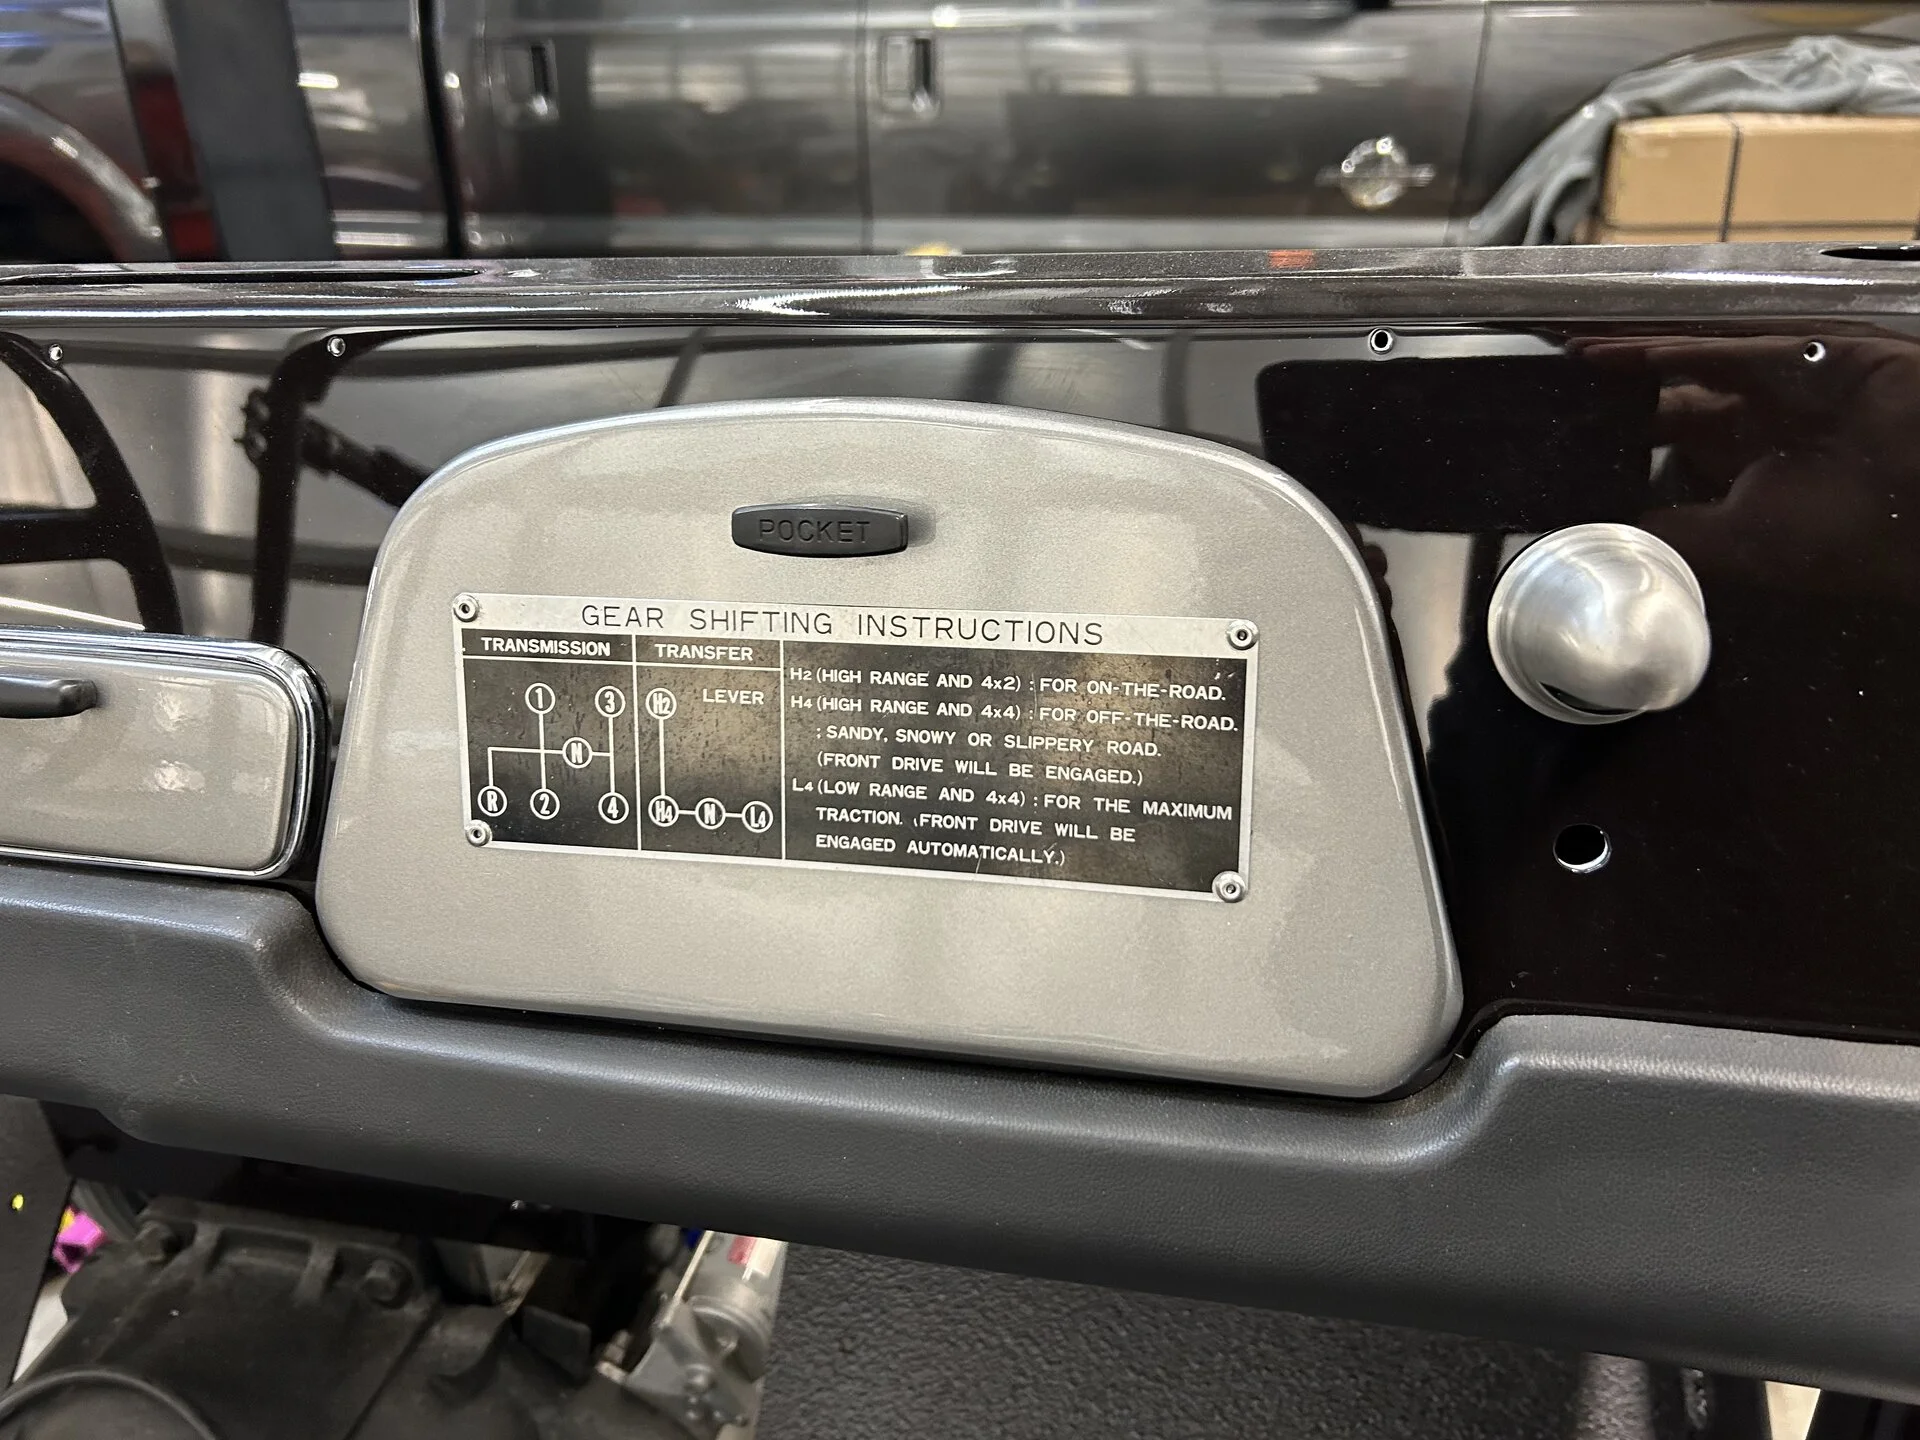 POCKET
GEAR SHIFTING INSTRUCTIONS
TRANSMISSION
1 3
N
R 2 4
TRANSFER
H2 LEVER
H4 N L4
H2 (HIGH RANGE AND 4x2) : FOR ON-THE-ROAD.
H4 (HIGH RANGE AND 4x4) : FOR OFF-THE-ROAD.
; SANDY, SNOWY OR SLIPPERY ROAD.
(FRONT DRIVE WILL BE ENGAGED.)
L4 (LOW RANGE AND 4x4) : FOR THE MAXIMUM
TRACTION. (FRONT DRIVE WILL BE
ENGAGED AUTOMATICALLY.)